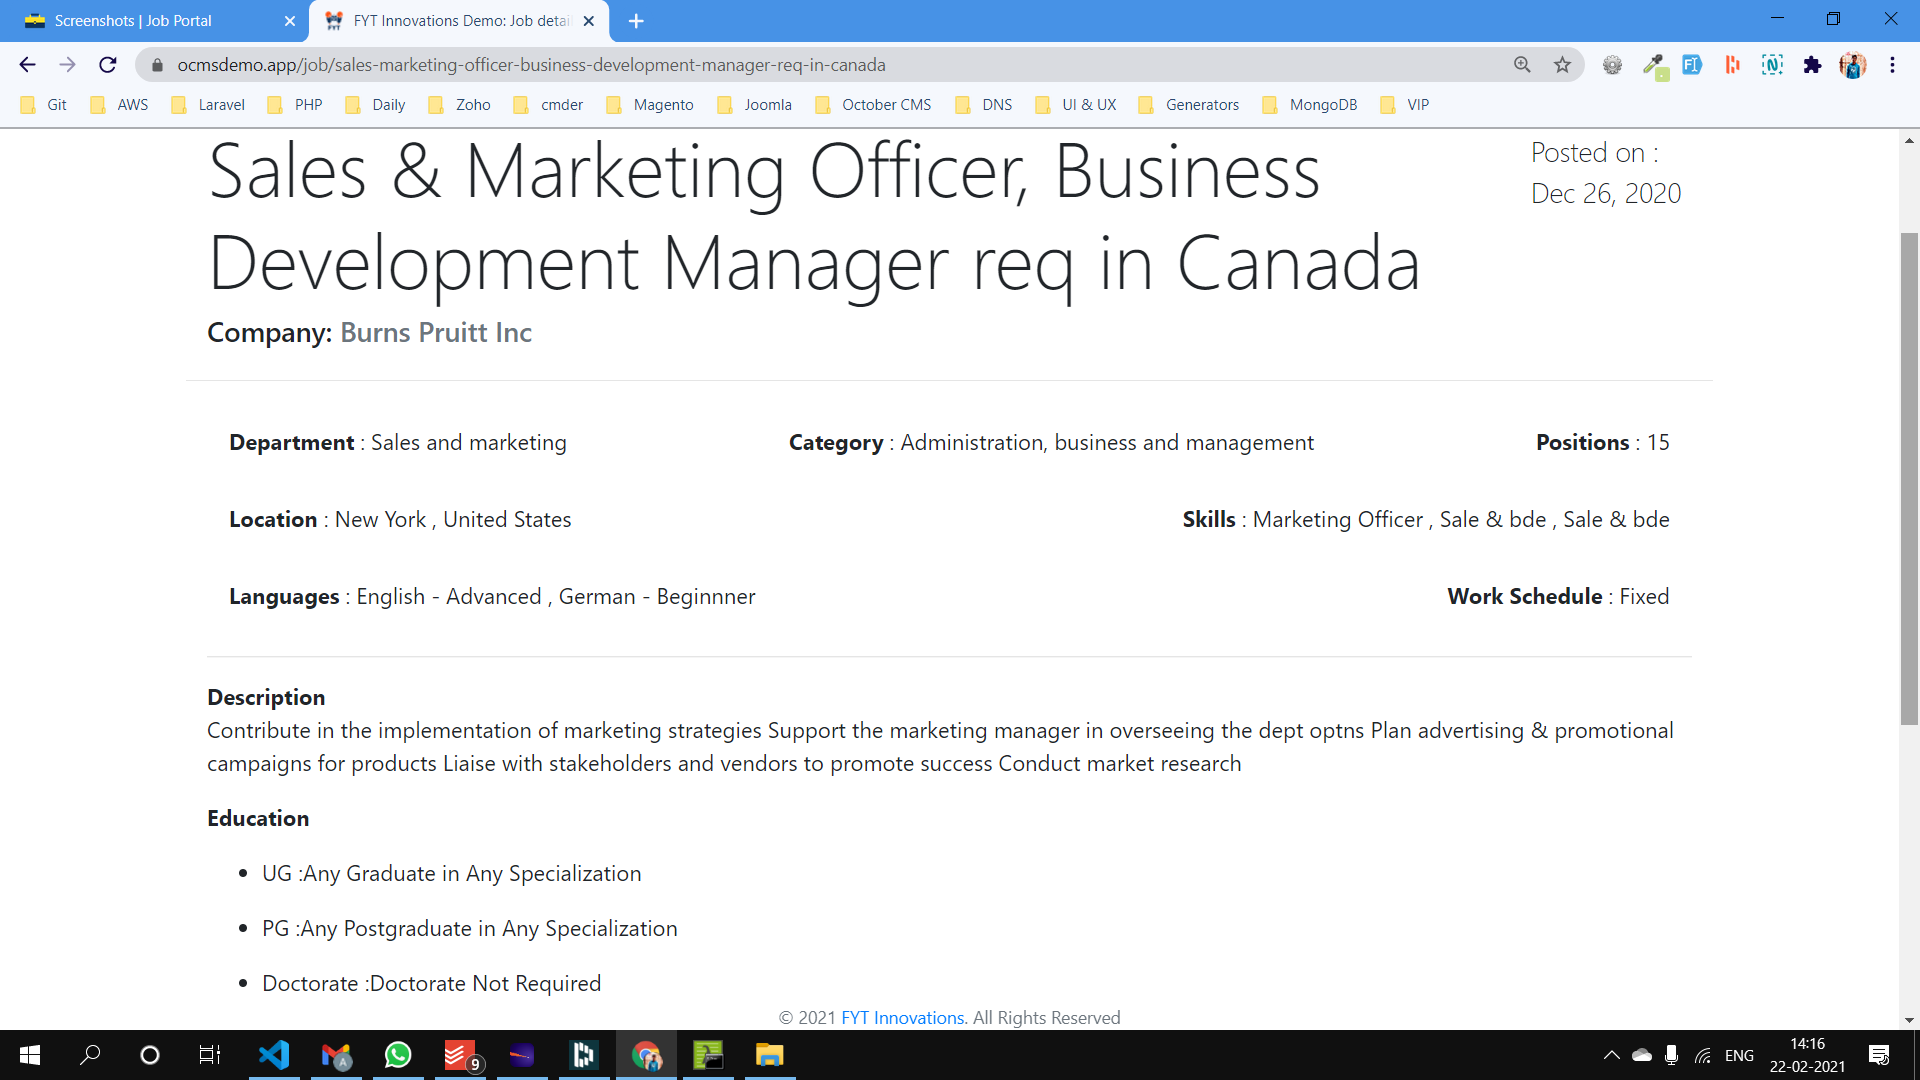 Screenshots | Job Portal
FYT Innovations Demo: Job detai
ocmsdemo.app/job/sales-marketing-officer-business-development-manager-req-in-canada
Git AWS Laravel PHP Daily Zoho cmder Magento Joomla October CMS DNS UI & UX Generators MongoDB VIP
Sales & Marketing Officer, Business
Development Manager req in Canada
Posted on :
Dec 26, 2020
Company: Burns Pruitt Inc
Department : Sales and marketing
Category : Administration, business and management
Positions : 15
Location : New York , United States
Skills : Marketing Officer , Sale & bde , Sale & bde
Languages : English - Advanced , German - Beginnner
Work Schedule : Fixed
Description
Contribute in the implementation of marketing strategies Support the marketing manager in overseeing the dept optns Plan advertising & promotional
campaigns for products Liaise with stakeholders and vendors to promote success Conduct market research
Education
UG :Any Graduate in Any Specialization
PG :Any Postgraduate in Any Specialization
Doctorate :Doctorate Not Required
© 2021 FYT Innovations. All Rights Reserved
A
9
ENG
14:16
22-02-2021